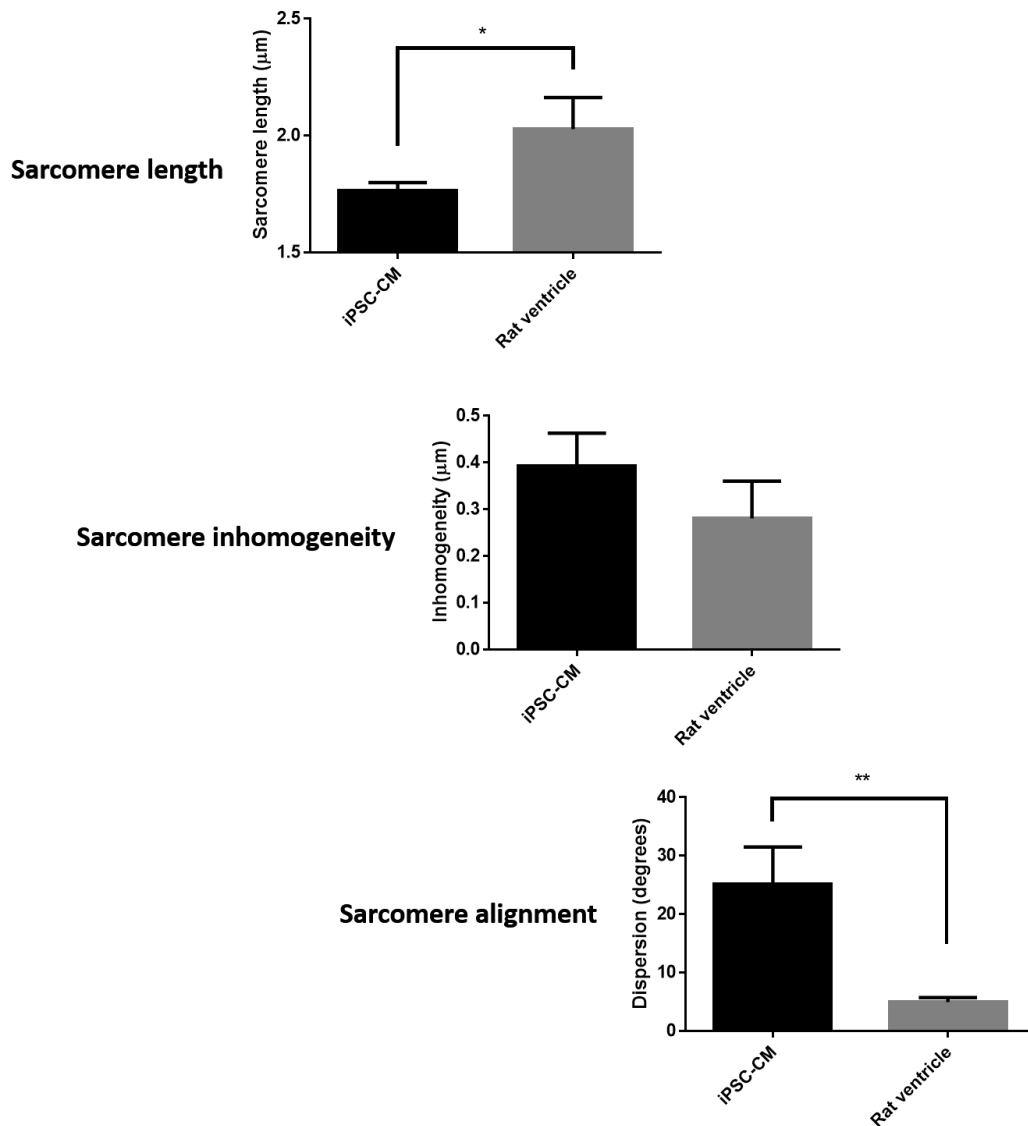 *
Sarcomere length
Sarcomere length (μm)
2.5
2.0
1.5
iPSC-CM
Rat ventricle
Sarcomere inhomogeneity
Inhomogeneity (μm)
0.5
0.4
0.3
0.2
0.1
0.0
iPSC-CM
Rat ventricle
**
Sarcomere alignment
Dispersion (degrees)
40
30
20
10
0
iPSC-CM
Rat ventricle